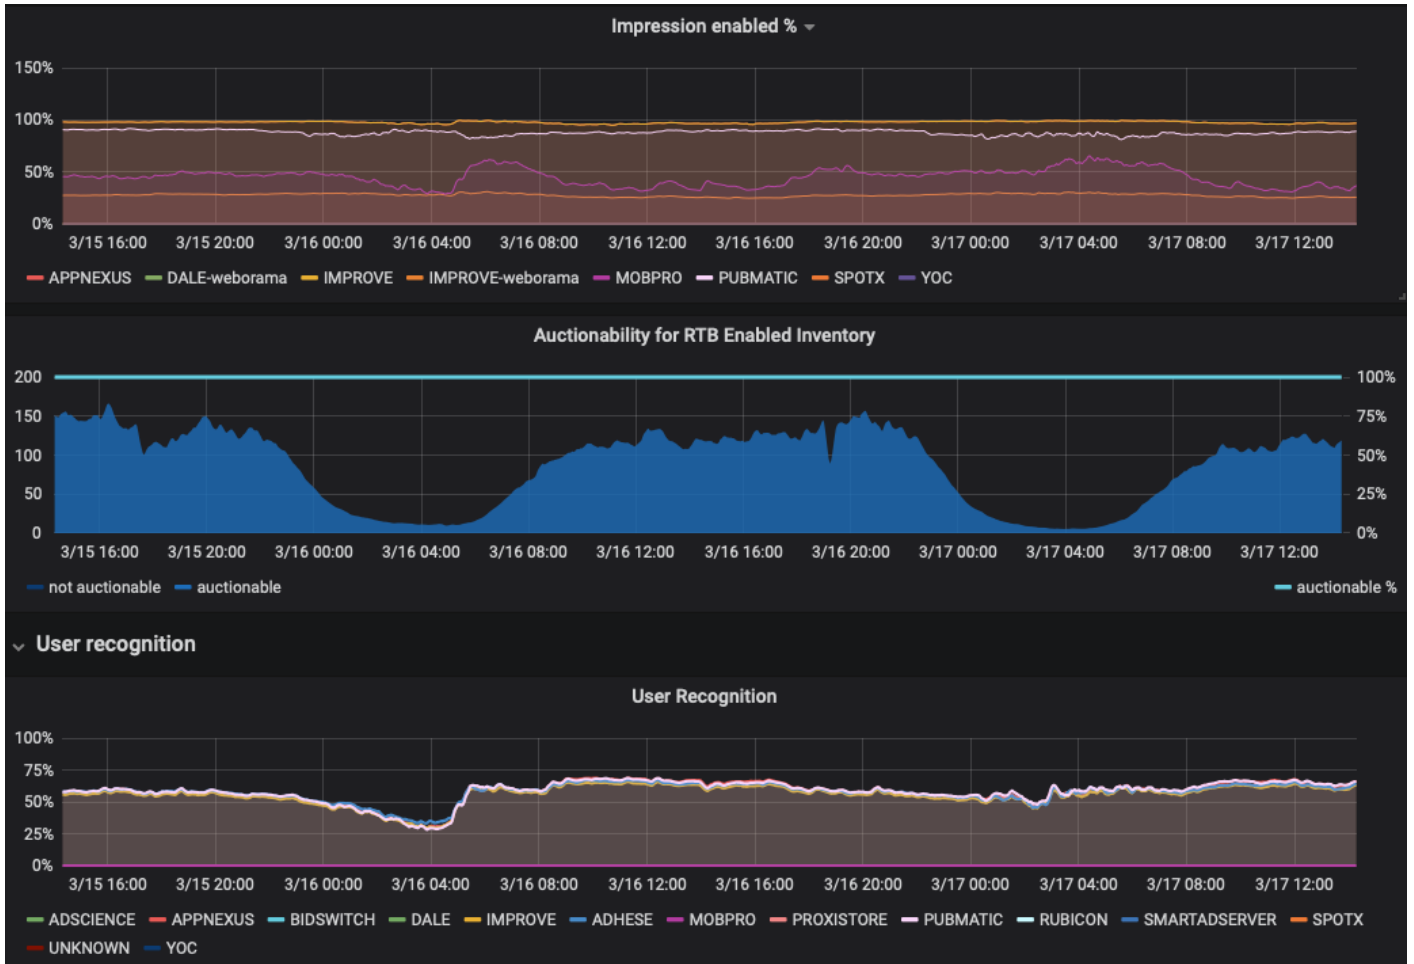 Impression enabled %
150%
100%
50%
0%
3/15 16:00 3/15 20:00 3/16 00:00 3/16 04:00 3/16 08:00 3/16 12:00 3/16 16:00 3/16 20:00 3/17 00:00 3/17 04:00 3/17 08:00 3/17 12:00
APPNEXUS DALE-weborama IMPROVE IMPROVE-weborama MOBPRO PUBMATIC SPOTX YOC
Auctionability for RTB Enabled Inventory
200 100%
150 75%
100 50%
50 25%
0 0%
3/15 16:00 3/15 20:00 3/16 00:00 3/16 04:00 3/16 08:00 3/16 12:00 3/16 16:00 3/16 20:00 3/17 00:00 3/17 04:00 3/17 08:00 3/17 12:00
not auctionable auctionable auctionable %
User recognition
User Recognition
100%
75%
50%
25%
0%
3/15 16:00 3/15 20:00 3/16 00:00 3/16 04:00 3/16 08:00 3/16 12:00 3/16 16:00 3/16 20:00 3/17 00:00 3/17 04:00 3/17 08:00 3/17 12:00
ADSCIENCE APPNEXUS BIDSWITCH DALE IMPROVE ADHESE MOBPRO PROXISTORE PUBMATIC RUBICON SMARTADSERVER SPOTX
UNKNOWN YOC